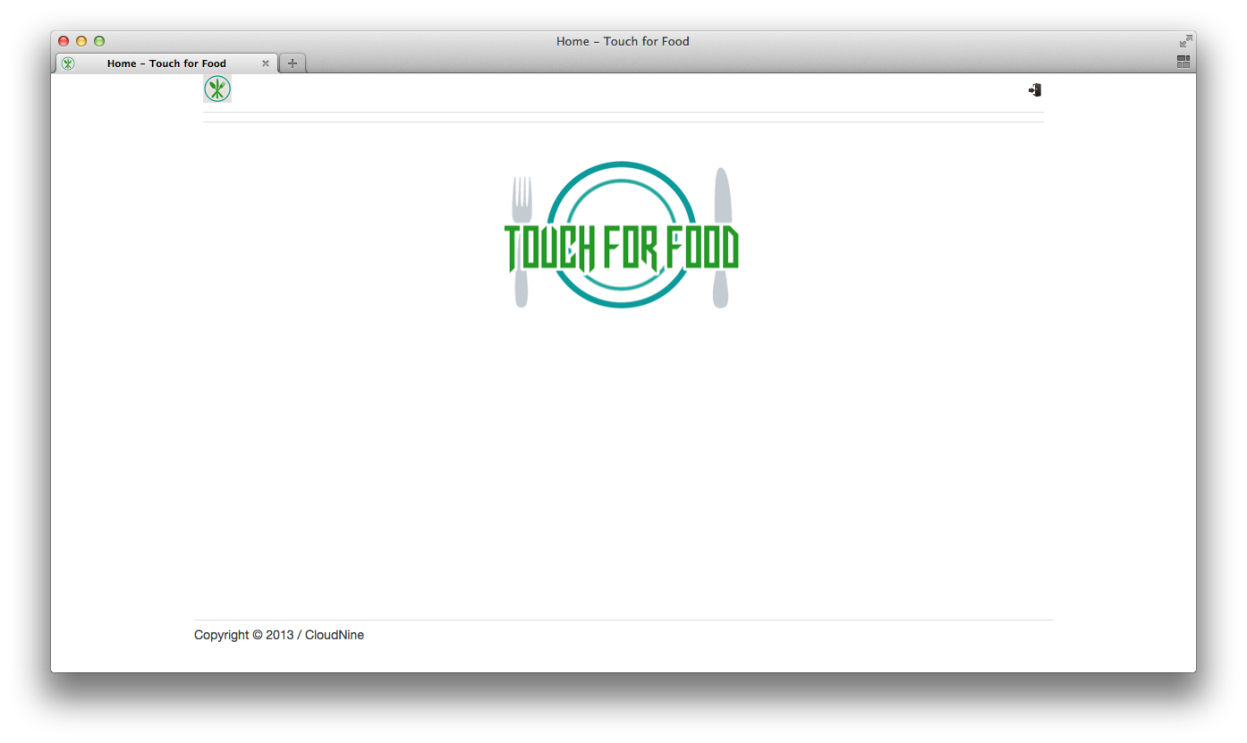 Home – Touch for Food
Home – Touch for Food
TOUCH FOR FOOD
Copyright © 2013 / CloudNine